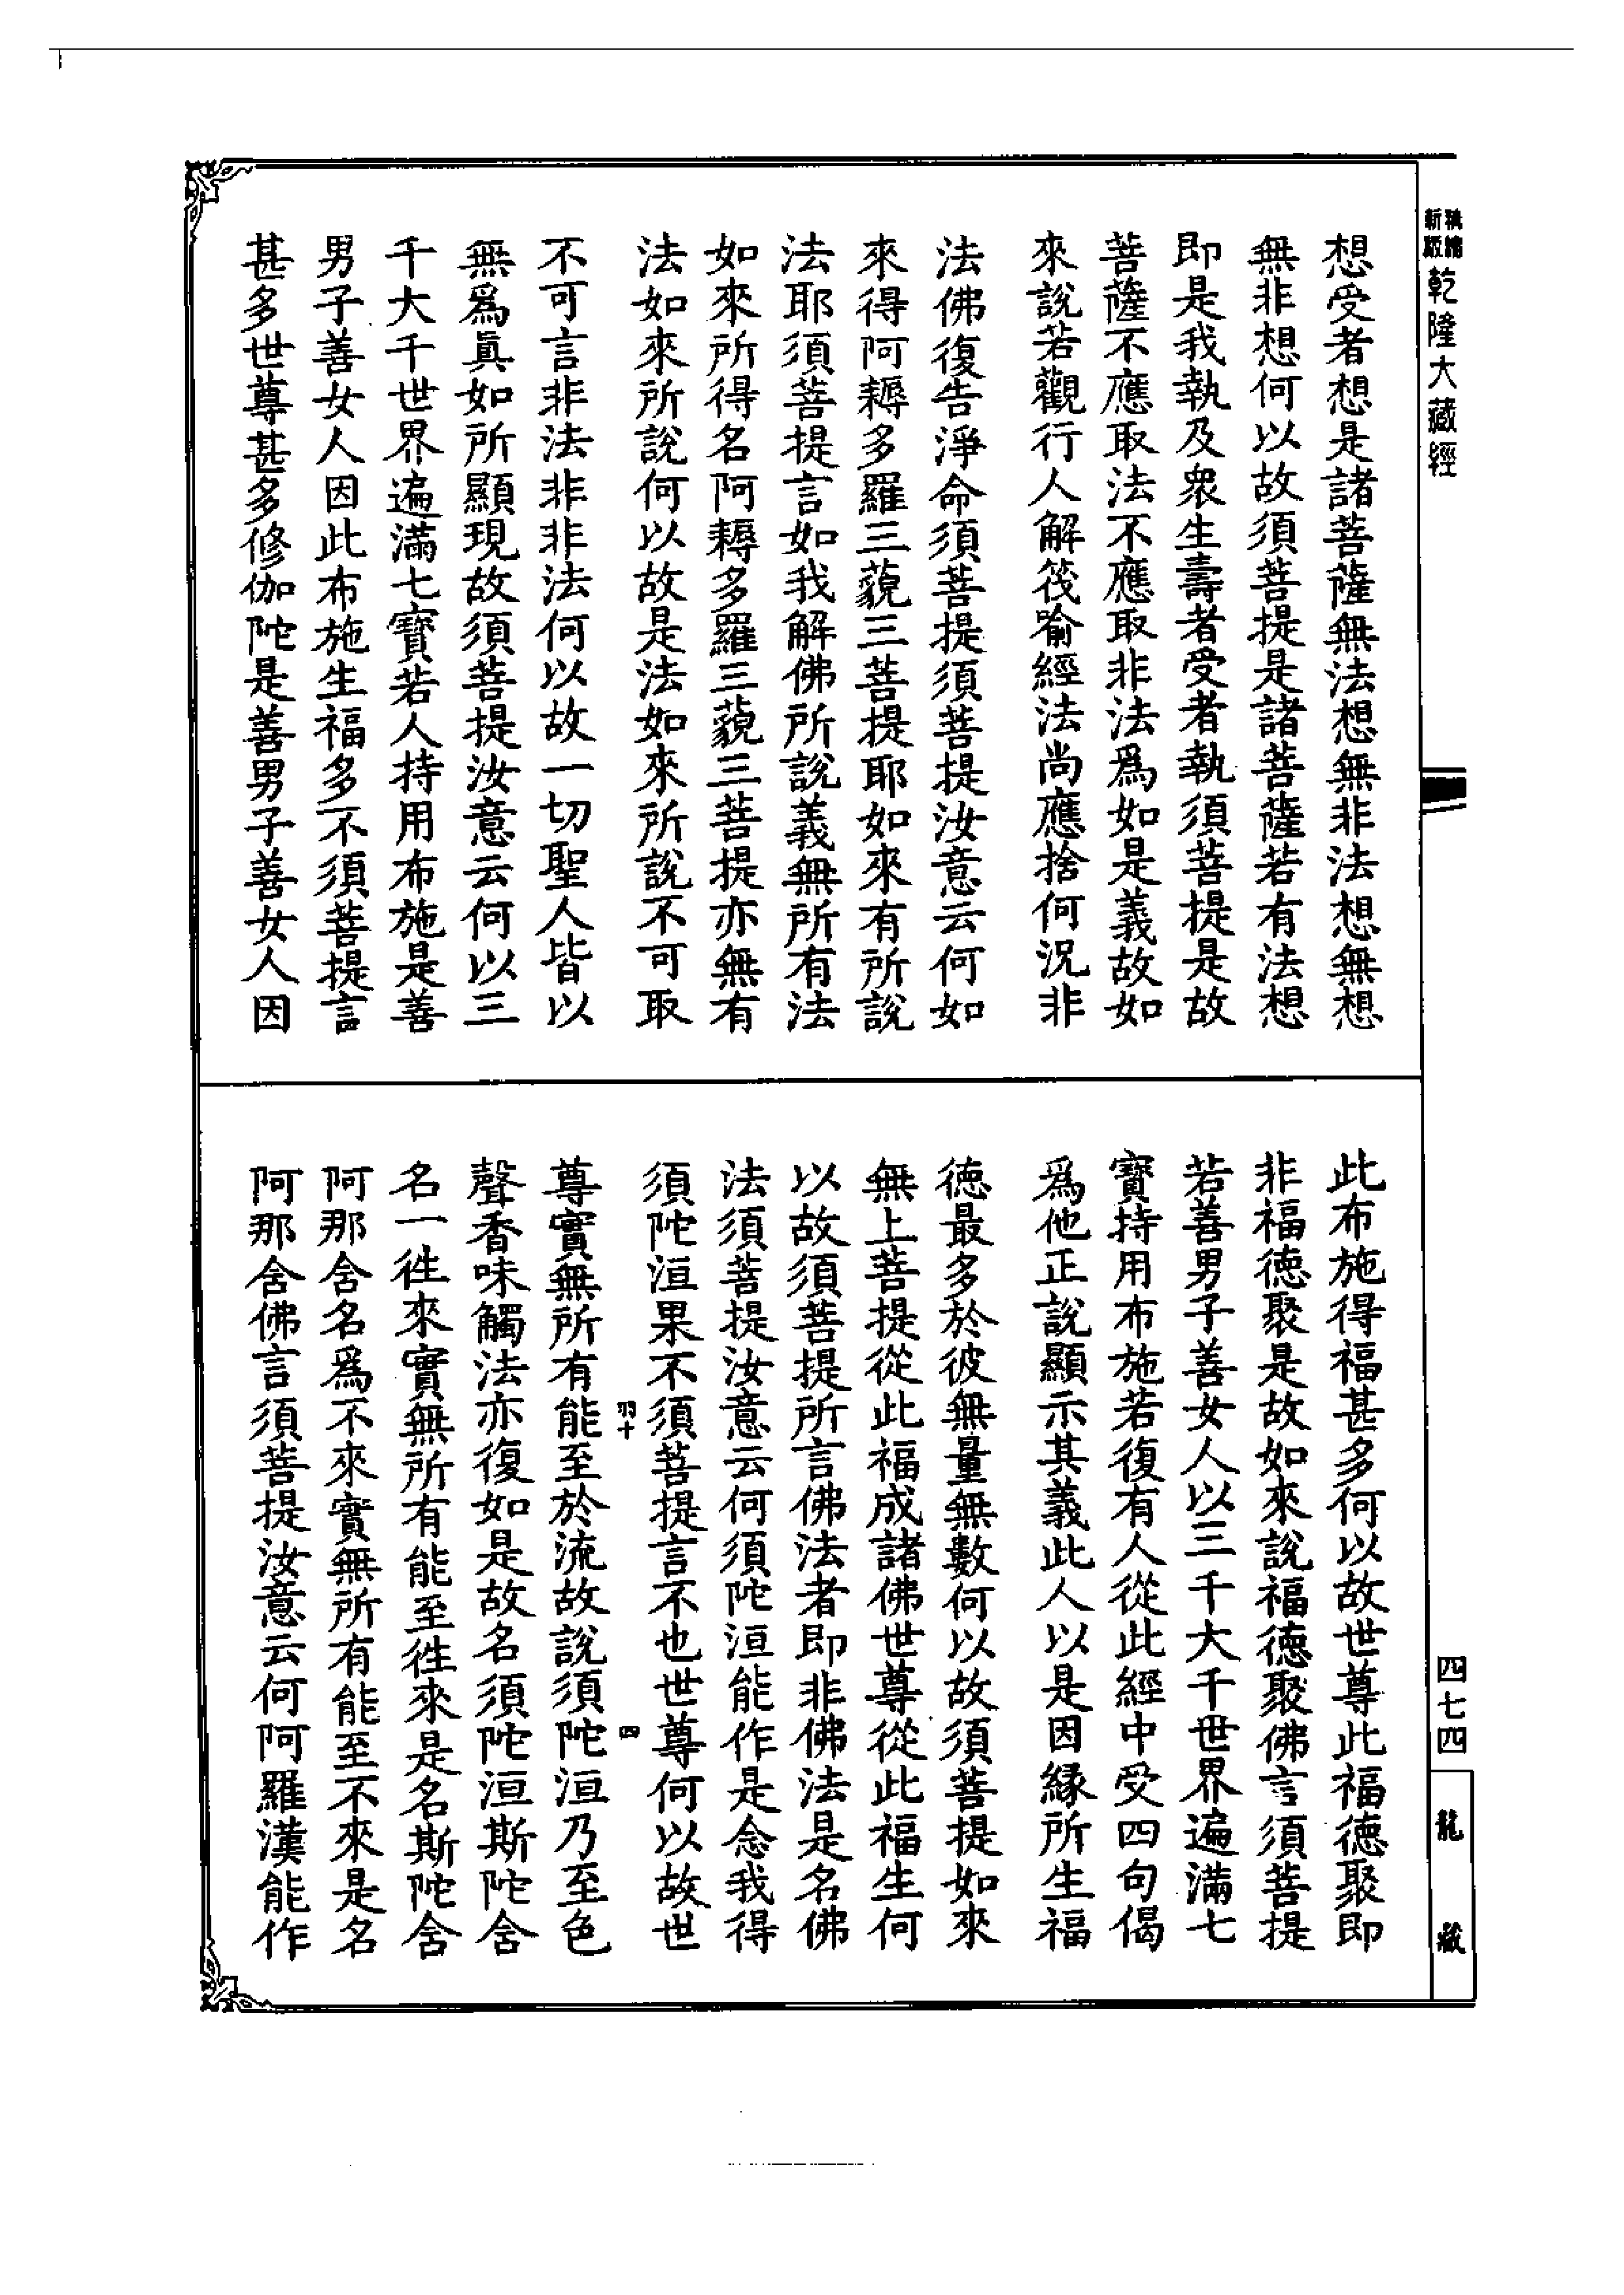 精縮新版乾隆大藏經
想受者想是諸菩薩無法想無非法想無想
無非想何以故須菩提是諸菩薩若有法想
即是我執及衆生壽者受者執須菩提是故
菩薩不應取法不應取非法爲如是義故如
來說若觀行人解筏喻經法尚應捨何況非
法佛復告淨命須菩提須菩提汝意云何如
來得阿耨多羅三藐三菩提耶如來有所說
法耶須菩提言如我解佛所說義無所有法
如來所得名阿耨多羅三藐三菩提亦無有
法如來所說何以故是法如來所說不可取
不可言非法非非法何以故一切聖人皆以
無爲眞如所顯現故須菩提汝意云何以三
千大千世界遍滿七寶若人持用布施是善
男子善女人因此布施生福多不須菩提言
甚多世尊甚多修伽陀是善男子善女人因
此布施得福甚多何以故世尊此福德聚即
非福德聚是故如來說福德聚佛言須菩提
若善男子善女人以三千大千世界遍滿七
寶持用布施若復有人從此經中受四句偈
爲他正說顯示其義此人以是因緣所生福
德最多於彼無量無數何以故須菩提如來
無上菩提從此福成諸佛世尊從此福生何
以故須菩提所言佛法者即非佛法是名佛
法須菩提汝意云何須陀洹能作是念我得
須陀洹果不須菩提言不也世尊何以故世
羽十 四
尊實無所有能至於流故說須陀洹乃至色
聲香味觸法亦復如是故名須陀洹斯陀含
名一徃來實無所有能至徃來是名斯陀含
阿那含名爲不來實無所有能至不來是名
阿那含佛言須菩提汝意云何阿羅漢能作
四七四
龍藏